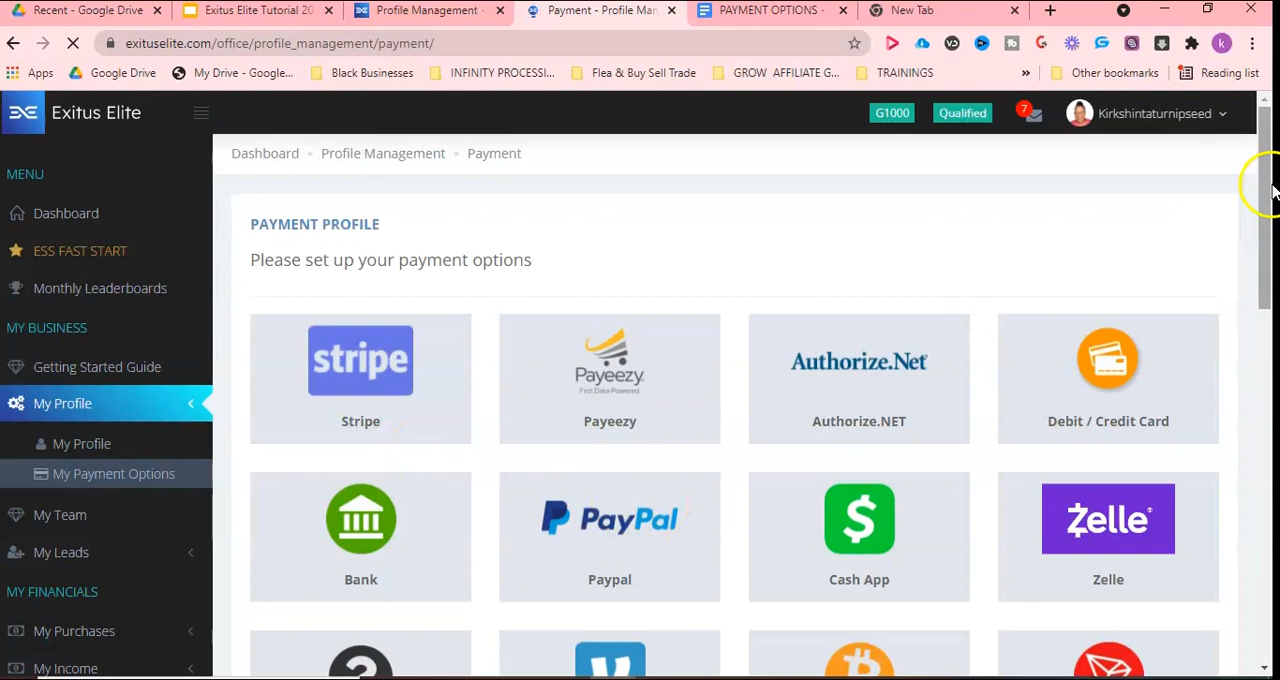 Recent - Google Drive
Exitus Elite Tutorial 20
Profile Management -
Payment - Profile Man
PAYMENT OPTIONS -
New Tab
exituselite.com/office/profile_management/payment/
Apps
Google Drive
My Drive - Google...
Black Businesses
INFINITY PROCESSI...
Flea & Buy Sell Trade
GROW AFFILIATE G...
TRAININGS
»
Other bookmarks
Reading list
Exitus Elite
G1000
Qualified
7
Kirkshintaturnipseed
MENU
Dashboard
ESS FAST START
Monthly Leaderboards
MY BUSINESS
Getting Started Guide
My Profile
My Profile
My Payment Options
My Team
My Leads
MY FINANCIALS
My Purchases
My Income
Dashboard • Profile Management • Payment
PAYMENT PROFILE
Please set up your payment options
stripe
Stripe
Payeezy
First Data Powered
Payeezy
Authorize.Net
Authorize.NET
Debit / Credit Card
Bank
PayPal
Paypal
$
Cash App
Zelle
Zelle